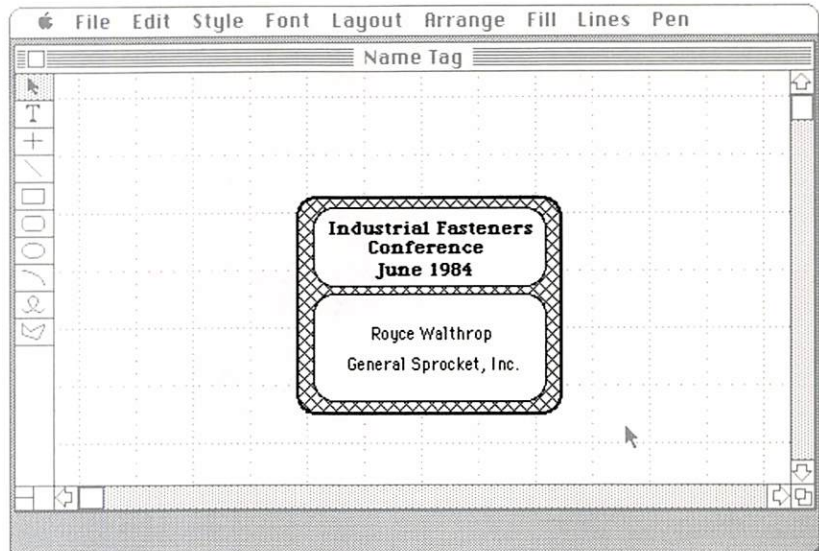 File Edit Style Font Layout Arrange Fill Lines Pen
Name Tag
T
Industrial Fasteners
Conference
June 1984
Royce Walthrop
General Sprocket, Inc.